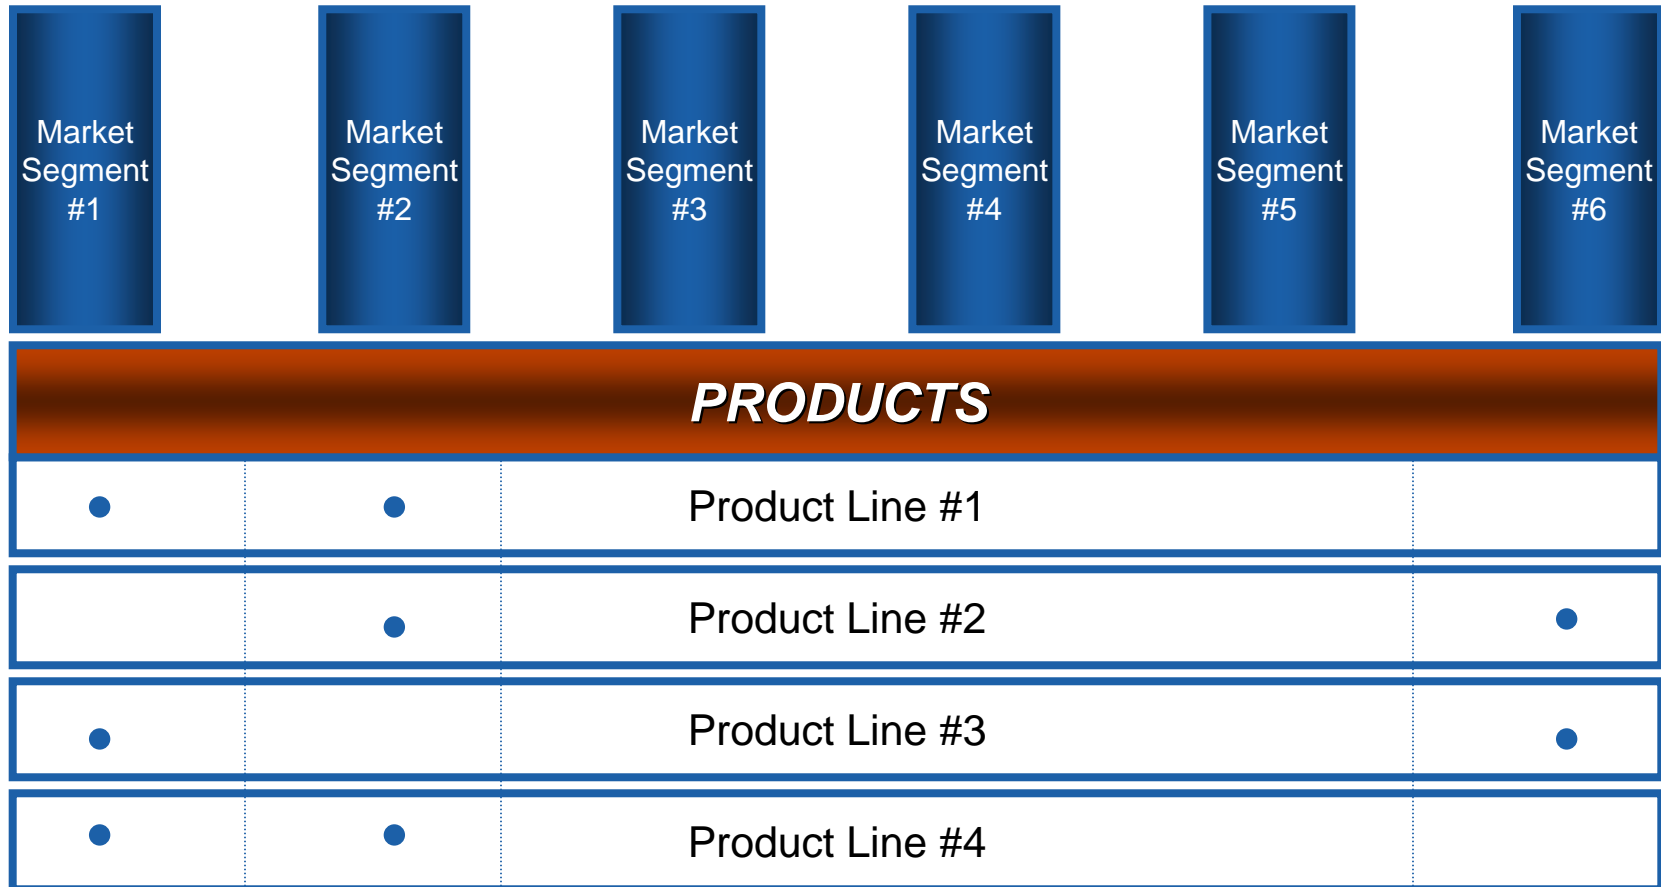 Market
Segment
#1
Market
Segment
#2
Market
Segment
#3
Market
Segment
#4
Market
Segment
#5
Market
Segment
#6
PRODUCTS
Product Line #1
Product Line #2
Product Line #3
Product Line #4